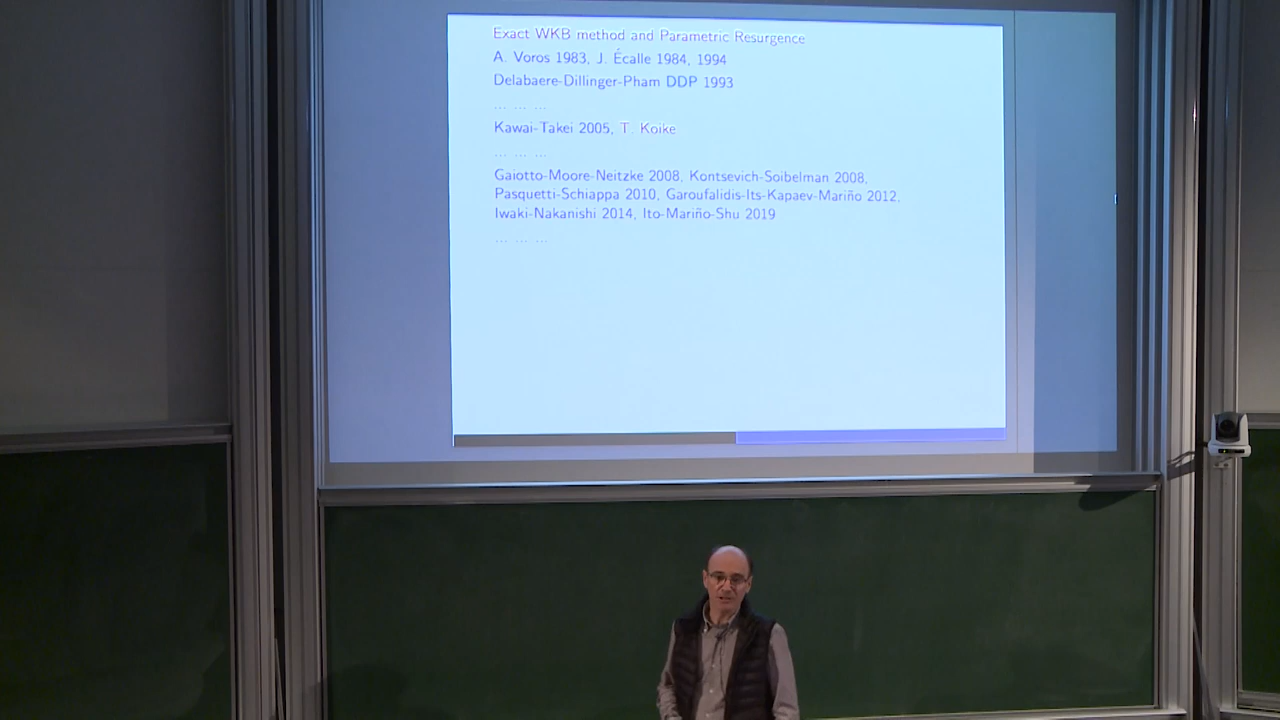 Exact WKB method and Parametric Resurgence
A. Voros 1983, J. Écalle 1984, 1994
Delabaere-Dillinger-Pham DDP 1993
... ... ...
Kawai-Takei 2005, T. Koike
... ... ...
Gaiotto-Moore-Neitzke 2008, Kontsevich-Soibelman 2008,
Pasquetti-Schiappa 2010, Garoufalidis-Its-Kapaev-Mariño 2012,
Iwaki-Nakanishi 2014, Ito-Mariño-Shu 2019
... ... ...